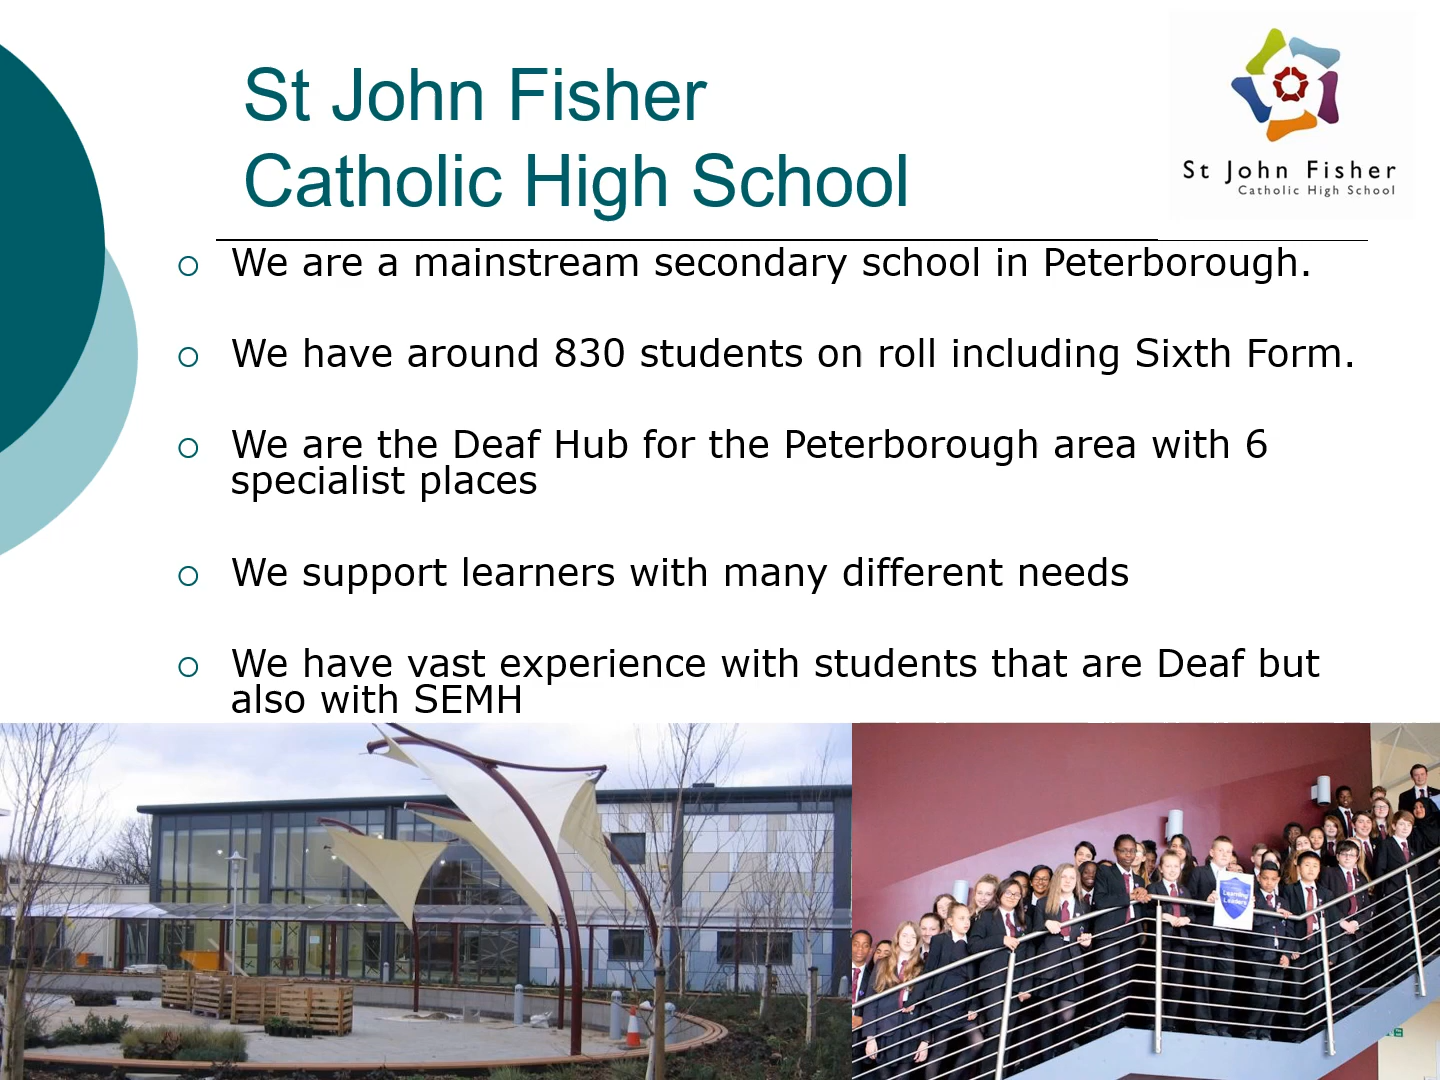 St John Fisher
Catholic High School
St John Fisher
Catholic High School
We are a mainstream secondary school in Peterborough.
We have around 830 students on roll including Sixth Form.
We are the Deaf Hub for the Peterborough area with 6
specialist places
We support learners with many different needs
We have vast experience with students that are Deaf but
also with SEMH
Learning
Leaders